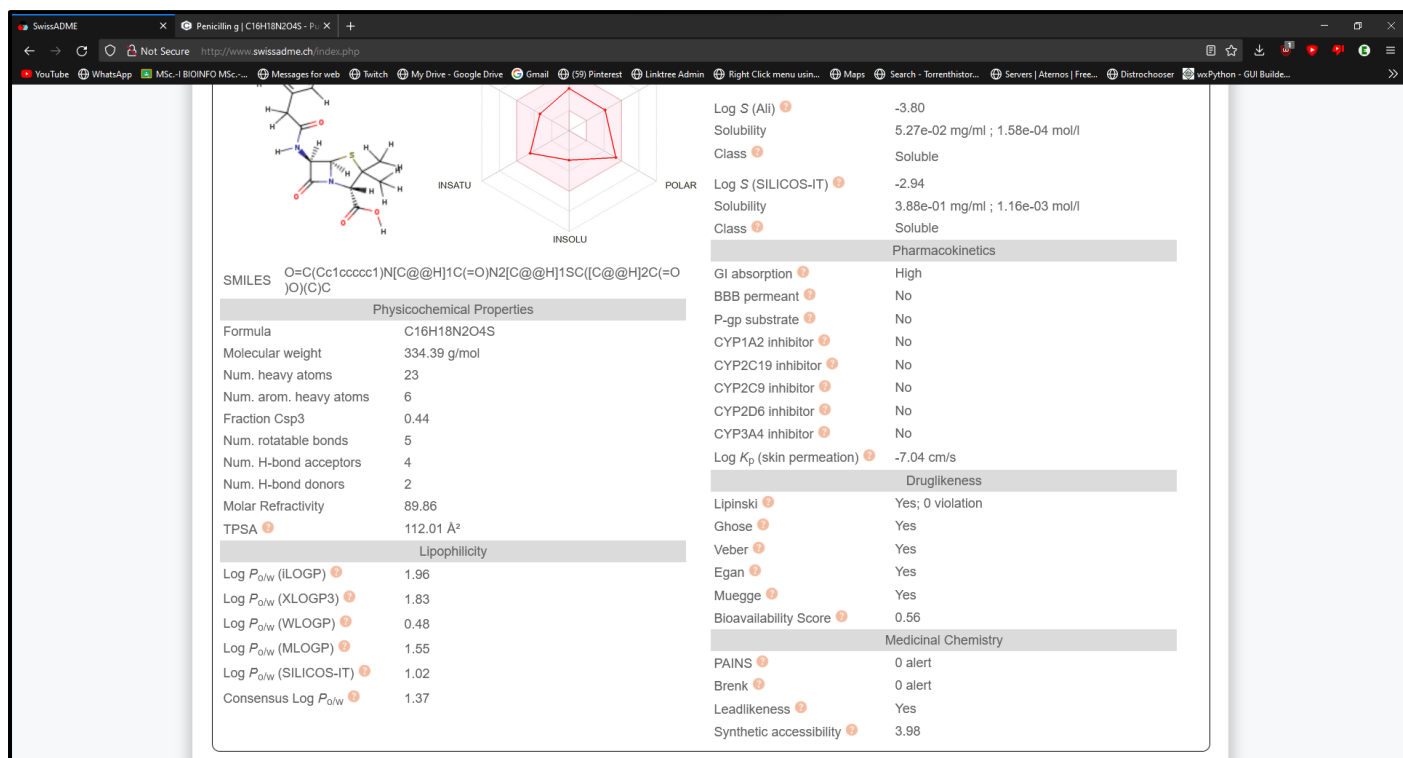 SwissADME
Penicillin g | C16H18N2O4S - Pu
Not Secure http://www.swissadme.ch/index.php
1
YouTube WhatsApp MSc.-I BIOINFO MSc.-... Messages for web Twitch My Drive - Google Drive Gmail (59) Pinterest Linktree Admin Right Click menu usin... Maps Search - Torrenthistor... Servers | Aternos | Free... Distrochooser wxPython - GUI Builde...
H H
H
H O
H N H S H H
H H
N H H
O H
O O
H
INSATU
POLAR
INSOLU
SMILES O=C(Cc1ccccc1)N[C@@H]1C(=O)N2[C@@H]1SC([C@@H]2C(=O
)O)(C)C
Physicochemical Properties
Formula C16H18N2O4S
Molecular weight 334.39 g/mol
Num. heavy atoms 23
Num. arom. heavy atoms 6
Fraction Csp3 0.44
Num. rotatable bonds 5
Num. H-bond acceptors 4
Num. H-bond donors 2
Molar Refractivity 89.86
TPSA ? 112.01 Å²
Lipophilicity
Log Po/w (iLOGP) ? 1.96
Log Po/w (XLOGP3) ? 1.83
Log Po/w (WLOGP) ? 0.48
Log Po/w (MLOGP) ? 1.55
Log Po/w (SILICOS-IT) ? 1.02
Consensus Log Po/w ? 1.37
Log S (Ali) ? -3.80
Solubility 5.27e-02 mg/ml ; 1.58e-04 mol/l
Class ? Soluble
Log S (SILICOS-IT) ? -2.94
Solubility 3.88e-01 mg/ml ; 1.16e-03 mol/l
Class ? Soluble
Pharmacokinetics
GI absorption ? High
BBB permeant ? No
P-gp substrate ? No
CYP1A2 inhibitor ? No
CYP2C19 inhibitor ? No
CYP2C9 inhibitor ? No
CYP2D6 inhibitor ? No
CYP3A4 inhibitor ? No
Log Kp (skin permeation) ? -7.04 cm/s
Druglikeness
Lipinski ? Yes; 0 violation
Ghose ? Yes
Veber ? Yes
Egan ? Yes
Muegge ? Yes
Bioavailability Score ? 0.56
Medicinal Chemistry
PAINS ? 0 alert
Brenk ? 0 alert
Leadlikeness ? Yes
Synthetic accessibility ? 3.98